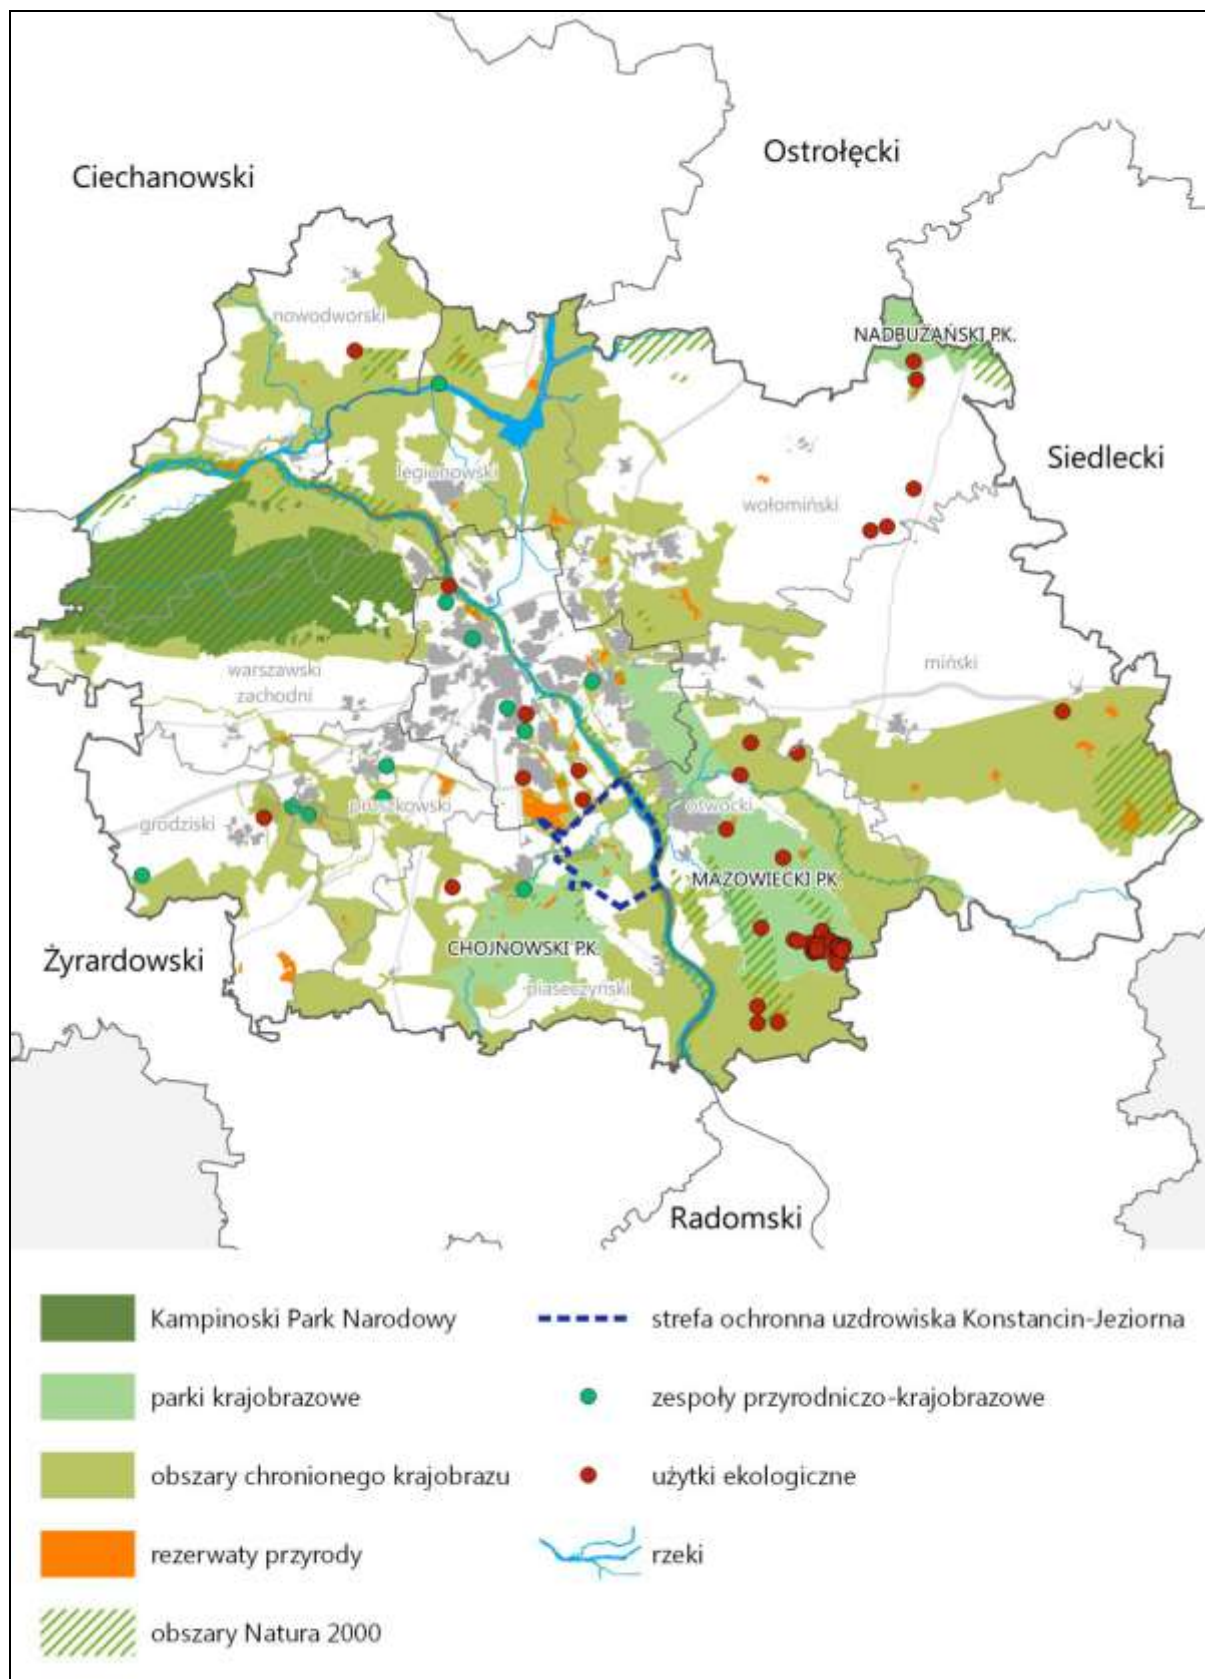 Ostrołęcki
Ciechanowski
nowodworski
NADBUŻAŃSKI P.K.
Siedlecki
legionowski
wołomiński
warszawski
zachodni
miński
otwocki
pruszkowski
grodziski
MAZOWIECKI P.K.
CHOJNOWSKI P.K.
Żyrardowski
piaseczyński
Radomski
Kampinoski Park Narodowy
strefa ochronna uzdrowiska Konstancin-Jeziorna
parki krajobrazowe
zespoły przyrodniczo-krajobrazowe
obszary chronionego krajobrazu
użytki ekologiczne
rezerwaty przyrody
rzeki
obszary Natura 2000